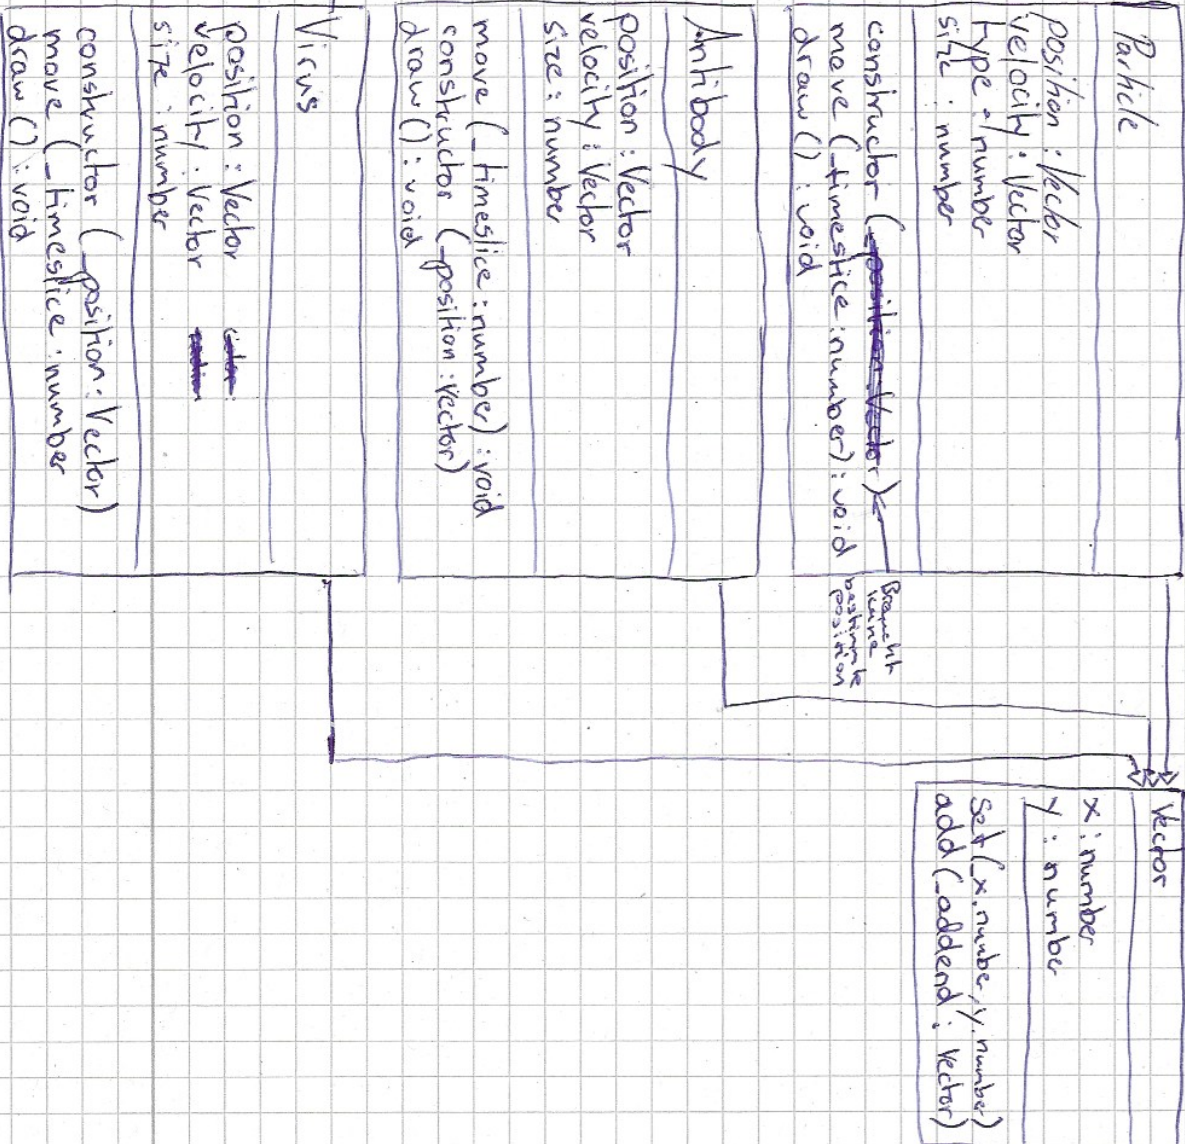 Particle
position : Vector
velocity : Vector
type : number
size : number
constructor ( )
move (_timeslice : number) : void
draw () : void
Braucht
keine
bestimmte
position
Antibody
position : Vector
velocity : Vector
size : number
move (_timeslice : number) : void
constructor (_position : Vector)
draw () : void
Virus
position : Vector
velocity : Vector
size : number
constructor (_position : Vector)
move (_timeslice : number
draw () : void
Vector
x : number
y : number
Set (_x.number, y.number)
add (_addend : Vector)